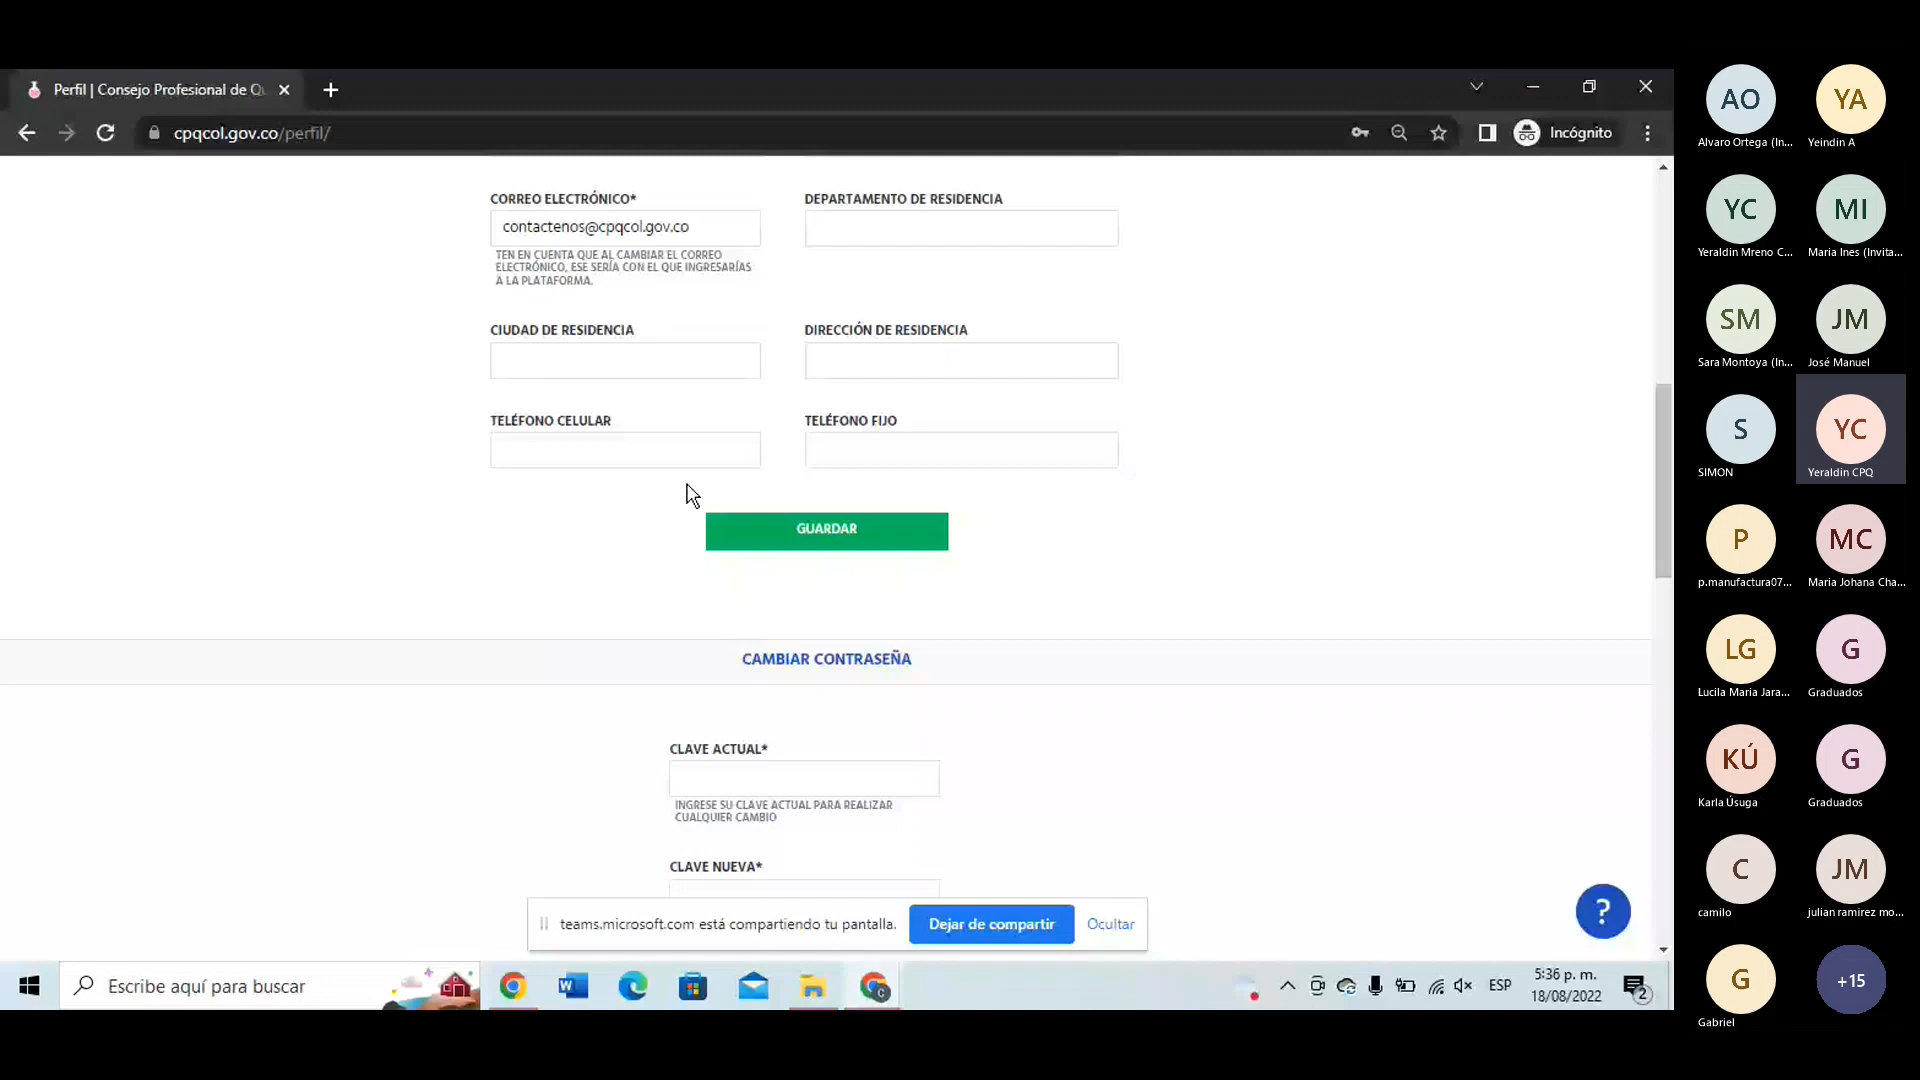 Perfil | Consejo Profesional de Qu
cpqcol.gov.co/perfil/
Incógnito
CORREO ELECTRÓNICO*
DEPARTAMENTO DE RESIDENCIA
contactenos@cpqcol.gov.co
TEN EN CUENTA QUE AL CAMBIAR EL CORREO
ELECTRÓNICO, ESE SERÍA CON EL QUE INGRESARÍAS
A LA PLATAFORMA.
CIUDAD DE RESIDENCIA
DIRECCIÓN DE RESIDENCIA
TELÉFONO CELULAR
TELÉFONO FIJO
GUARDAR
CAMBIAR CONTRASEÑA
CLAVE ACTUAL*
INGRESE SU CLAVE ACTUAL PARA REALIZAR
CUALQUIER CAMBIO
CLAVE NUEVA*
?
teams.microsoft.com está compartiendo tu pantalla.
Dejar de compartir
Ocultar
Escribe aquí para buscar
C
ESP
5:36 p. m.
18/08/2022
2
AO
YA
Alvaro Ortega (In...
Yeindin A
YC
MI
Yeraldin Mreno C...
Maria Ines (Invita...
SM
JM
Sara Montoya (In...
José Manuel
S
YC
SIMON
Yeraldin CPQ
P
MC
p.manufactura07...
Maria Johana Cha...
LG
G
Lucila Maria Jara...
Graduados
KÚ
G
Karla Úsuga
Graduados
C
JM
camilo
julian ramirez mo...
G
+15
Gabriel